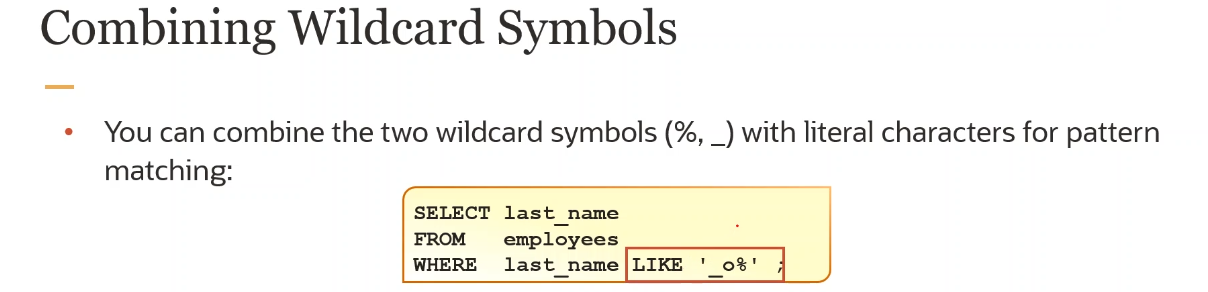 Combining Wildcard Symbols
• You can combine the two wildcard symbols (%, _) with literal characters for pattern
matching:
SELECT last_name
FROM employees
WHERE last_name LIKE '_o%' ;